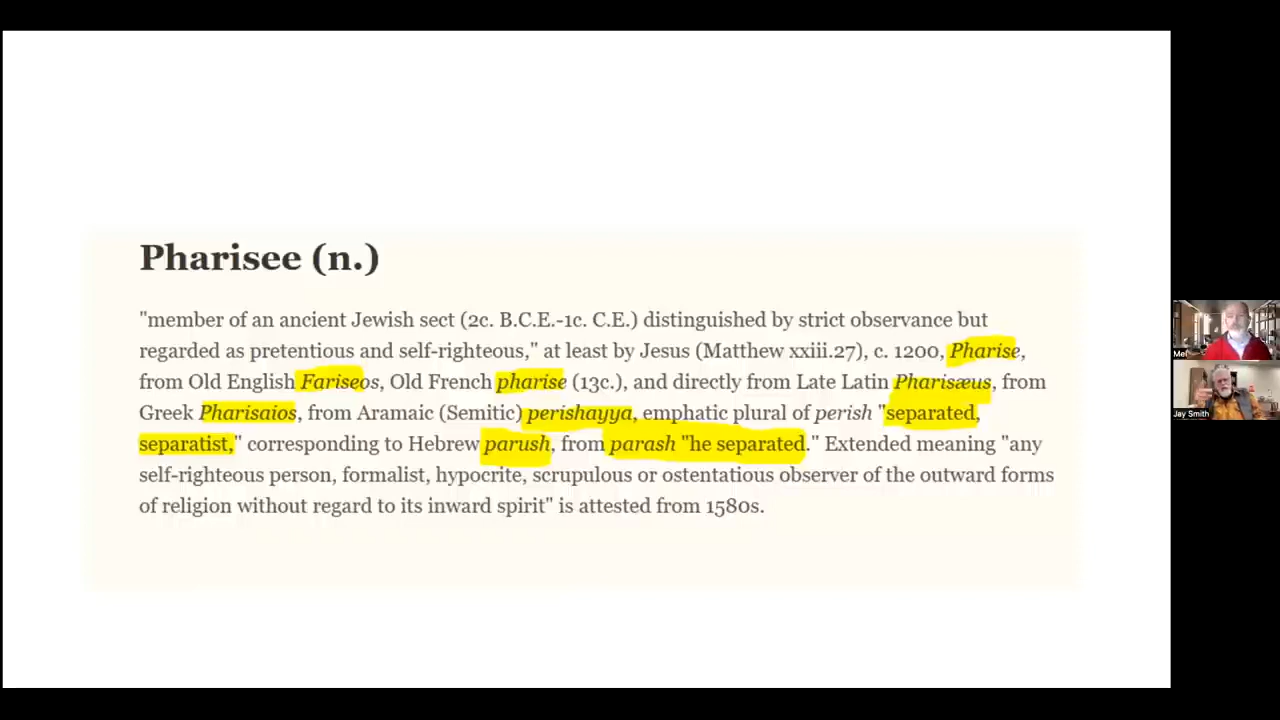 Pharisee (n.)
"member of an ancient Jewish sect (2c. B.C.E.-1c. C.E.) distinguished by strict observance but
regarded as pretentious and self-righteous," at least by Jesus (Matthew xxiii.27), c. 1200, Pharise,
from Old English Fariseos, Old French pharise (13c.), and directly from Late Latin Pharisæus, from
Greek Pharisaios, from Aramaic (Semitic) perishayya, emphatic plural of perish "separated,
separatist," corresponding to Hebrew parush, from parash "he separated." Extended meaning "any
self-righteous person, formalist, hypocrite, scrupulous or ostentatious observer of the outward forms
of religion without regard to its inward spirit" is attested from 1580s.
Mel
Jay Smith